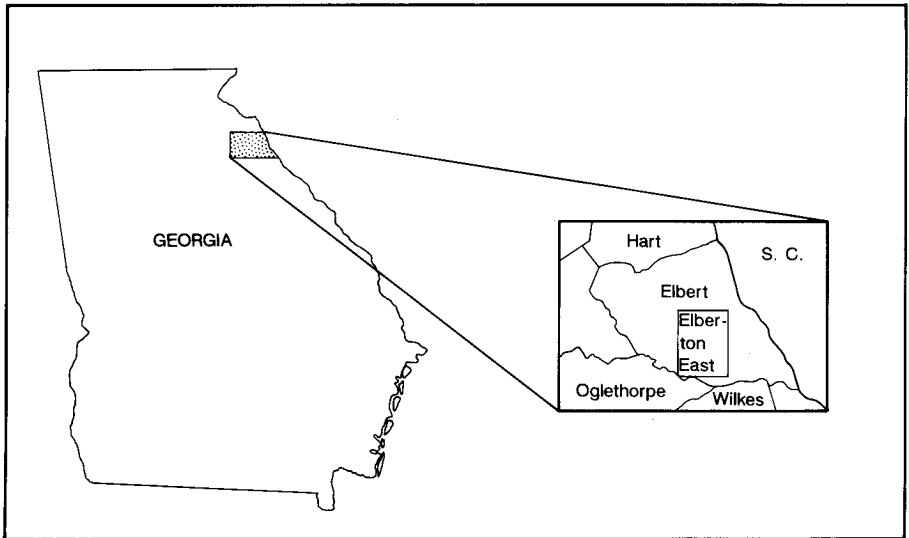 GEORGIA
Hart
S. C.
Elbert
Elber-
ton
East
Oglethorpe
Wilkes